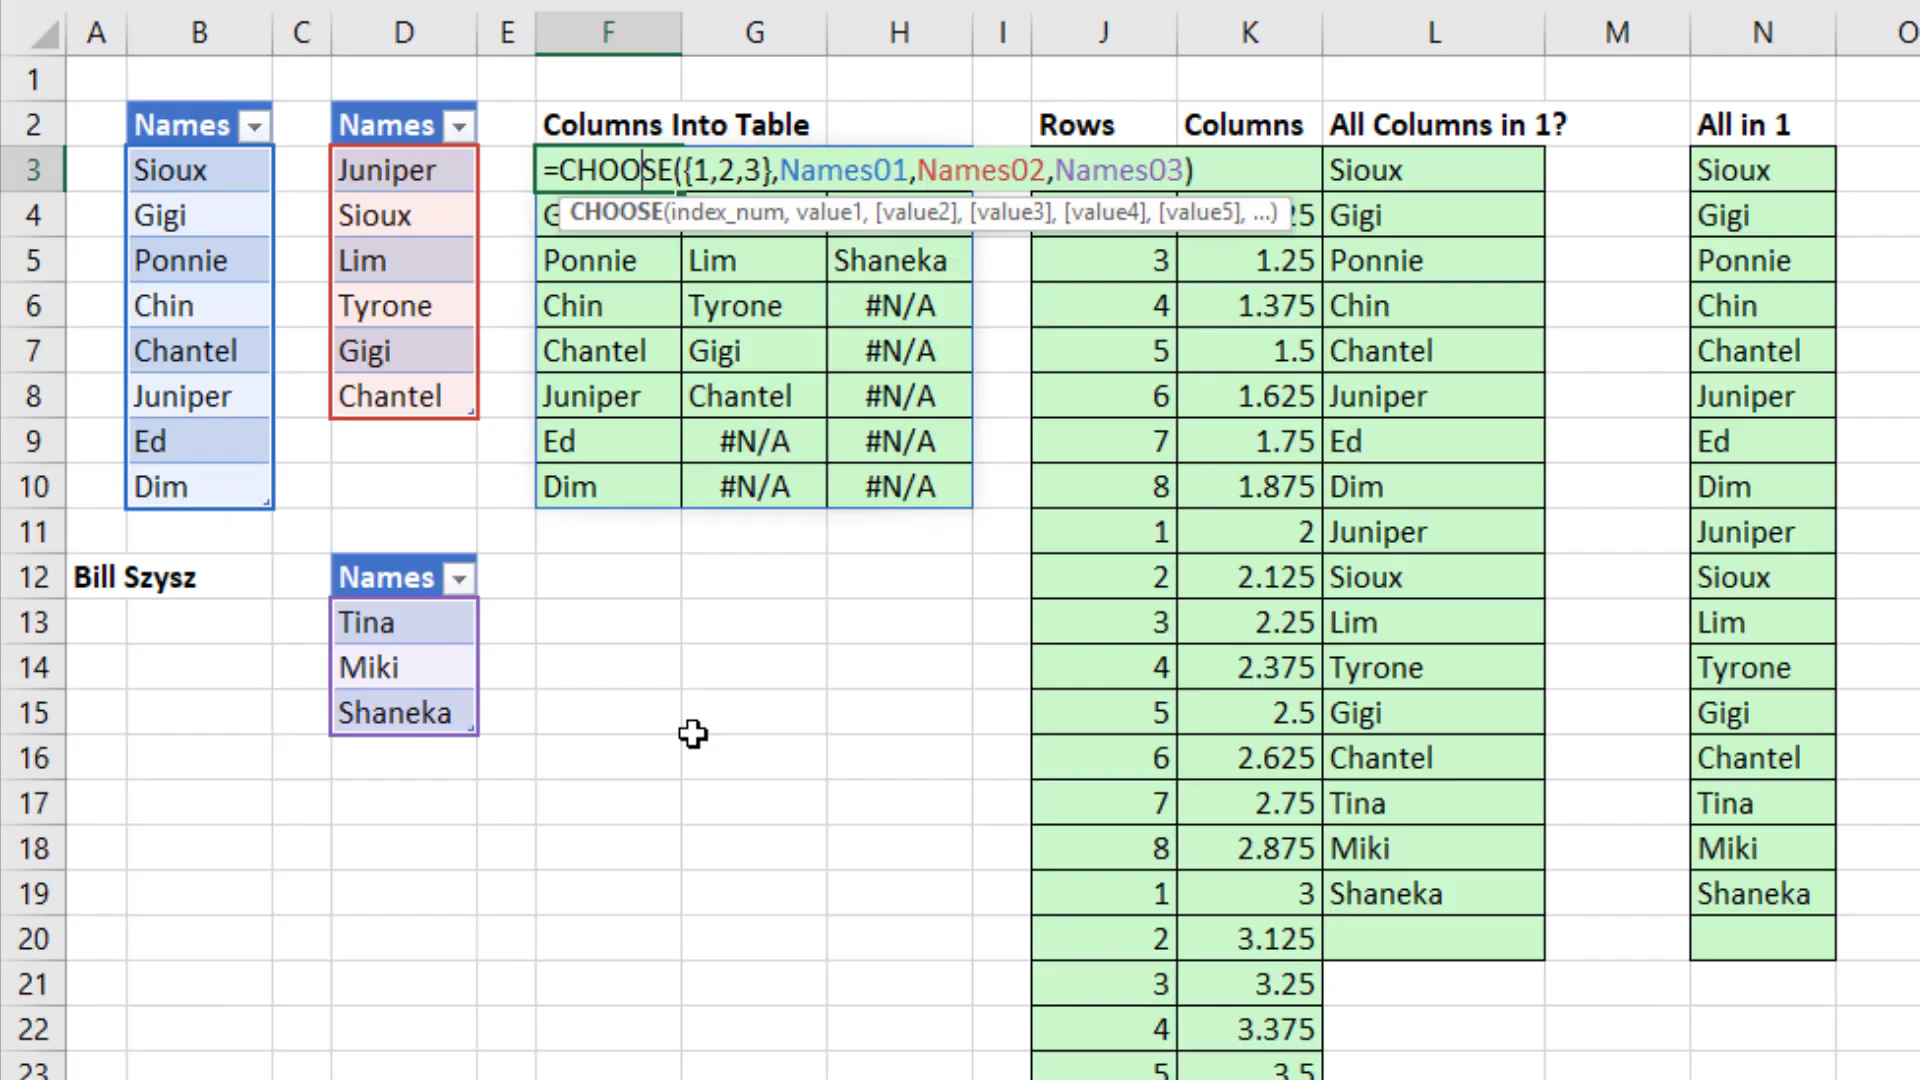 A B C D E F G H I J K L M N O
1
2 Names Names Columns Into Table Rows Columns All Columns in 1? All in 1
3 Sioux Juniper =CHOOSE({1,2,3},Names01,Names02,Names03) Sioux Sioux
4 Gigi Sioux G CHOOSE(index_num, value1, [value2], [value3], [value4], [value5], ...) 25 Gigi Gigi
5 Ponnie Lim Ponnie Lim Shaneka 3 1.25 Ponnie Ponnie
6 Chin Tyrone Chin Tyrone #N/A 4 1.375 Chin Chin
7 Chantel Gigi Chantel Gigi #N/A 5 1.5 Chantel Chantel
8 Juniper Chantel Juniper Chantel #N/A 6 1.625 Juniper Juniper
9 Ed Ed #N/A #N/A 7 1.75 Ed Ed
10 Dim Dim #N/A #N/A 8 1.875 Dim Dim
11 1 2 Juniper Juniper
12 Bill Szysz Names 2 2.125 Sioux Sioux
13 Tina 3 2.25 Lim Lim
14 Miki 4 2.375 Tyrone Tyrone
15 Shaneka 5 2.5 Gigi Gigi
16 6 2.625 Chantel Chantel
17 7 2.75 Tina Tina
18 8 2.875 Miki Miki
19 1 3 Shaneka Shaneka
20 2 3.125
21 3 3.25
22 4 3.375
23 5 3.5